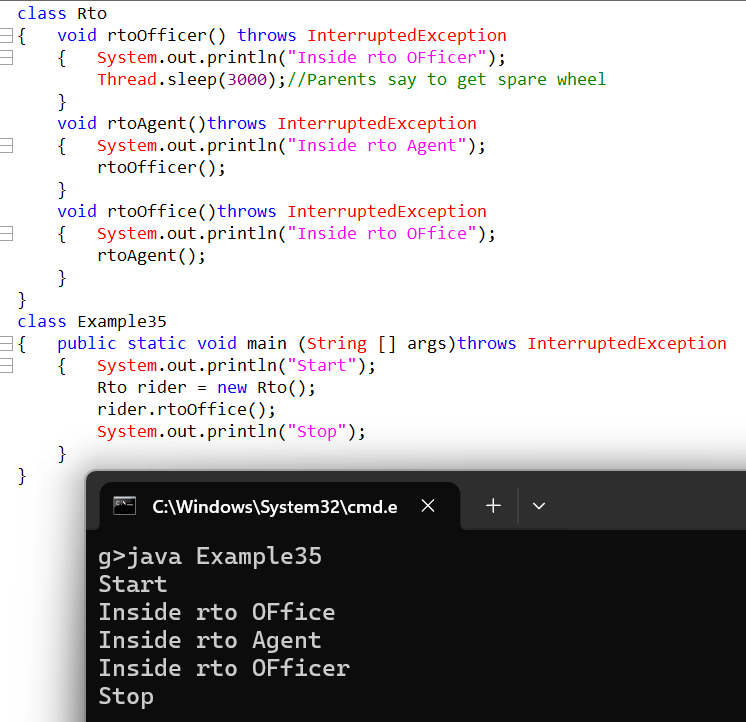 class Rto
{   void rtoOfficer() throws InterruptedException
    {   System.out.println("Inside rto OFficer");
        Thread.sleep(3000);//Parents say to get spare wheel
    }
    void rtoAgent()throws InterruptedException
    {   System.out.println("Inside rto Agent");
        rtoOfficer();
    }
    void rtoOffice()throws InterruptedException
    {   System.out.println("Inside rto OFfice");
        rtoAgent();
    }
}
class Example35
{   public static void main (String [] args)throws InterruptedException
    {   System.out.println("Start");
        Rto rider = new Rto();
        rider.rtoOffice();
        System.out.println("Stop");
    }
}
C:\Windows\System32\cmd.e
g>java Example35
Start
Inside rto OFfice
Inside rto Agent
Inside rto OFficer
Stop